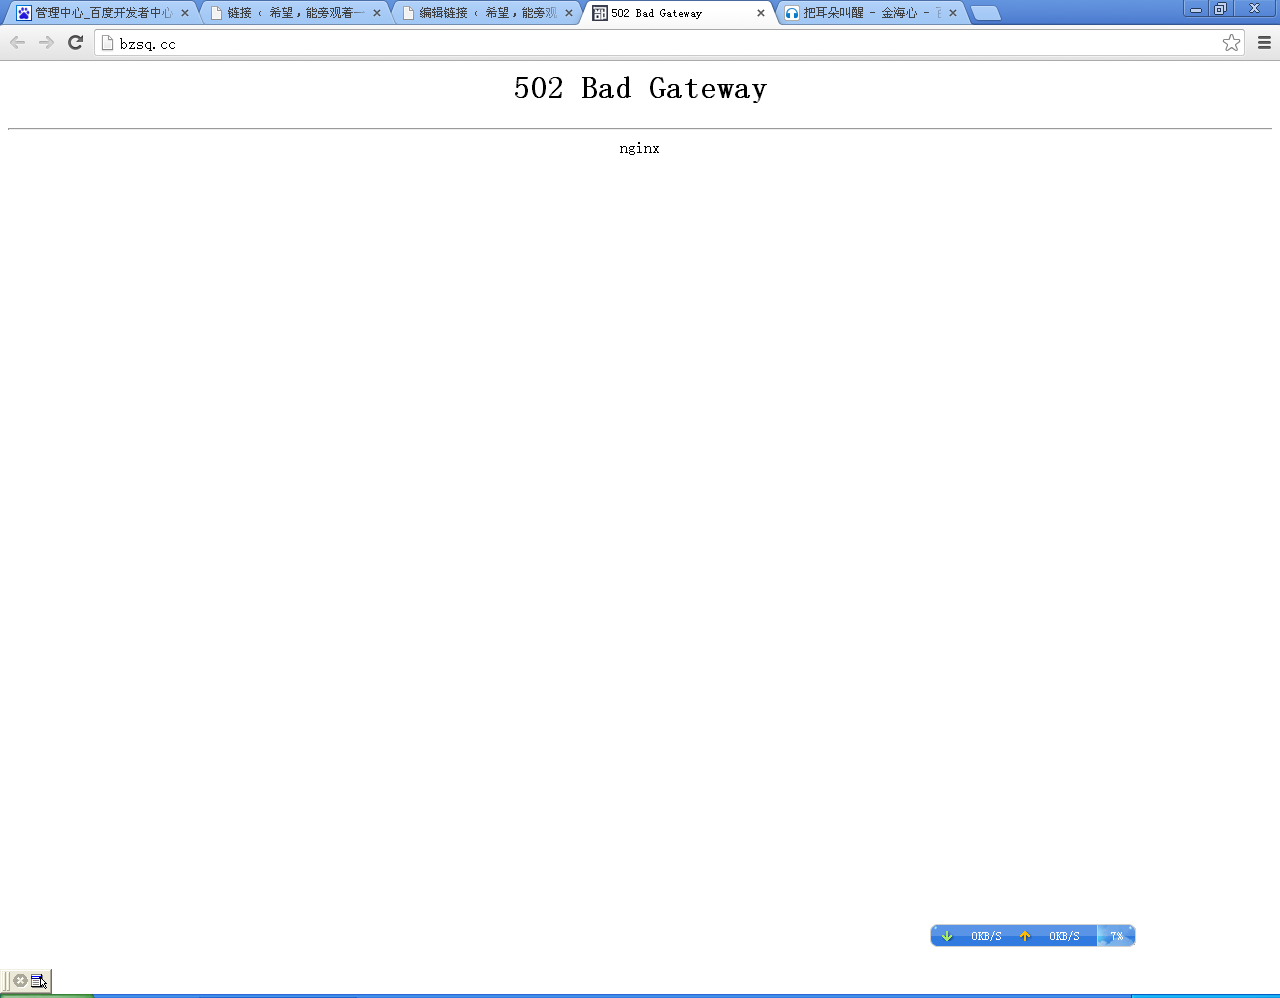 管理中心_百度开发者中心
链接 ‹ 希望，能旁观着一
编辑链接 ‹ 希望，能旁观
502 Bad Gateway
把耳朵叫醒 - 金海心 -
bzsq.cc
502 Bad Gateway
nginx
0KB/S
0KB/S
7%